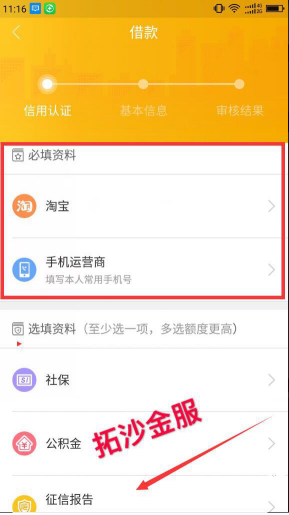 11:16
借款
信用认证 基本信息 审核结果
必填资料
淘宝
手机运营商
填写本人常用手机号
选填资料（至少选一项，多选额度更高）
社保
拓沙金服
公积金
征信报告